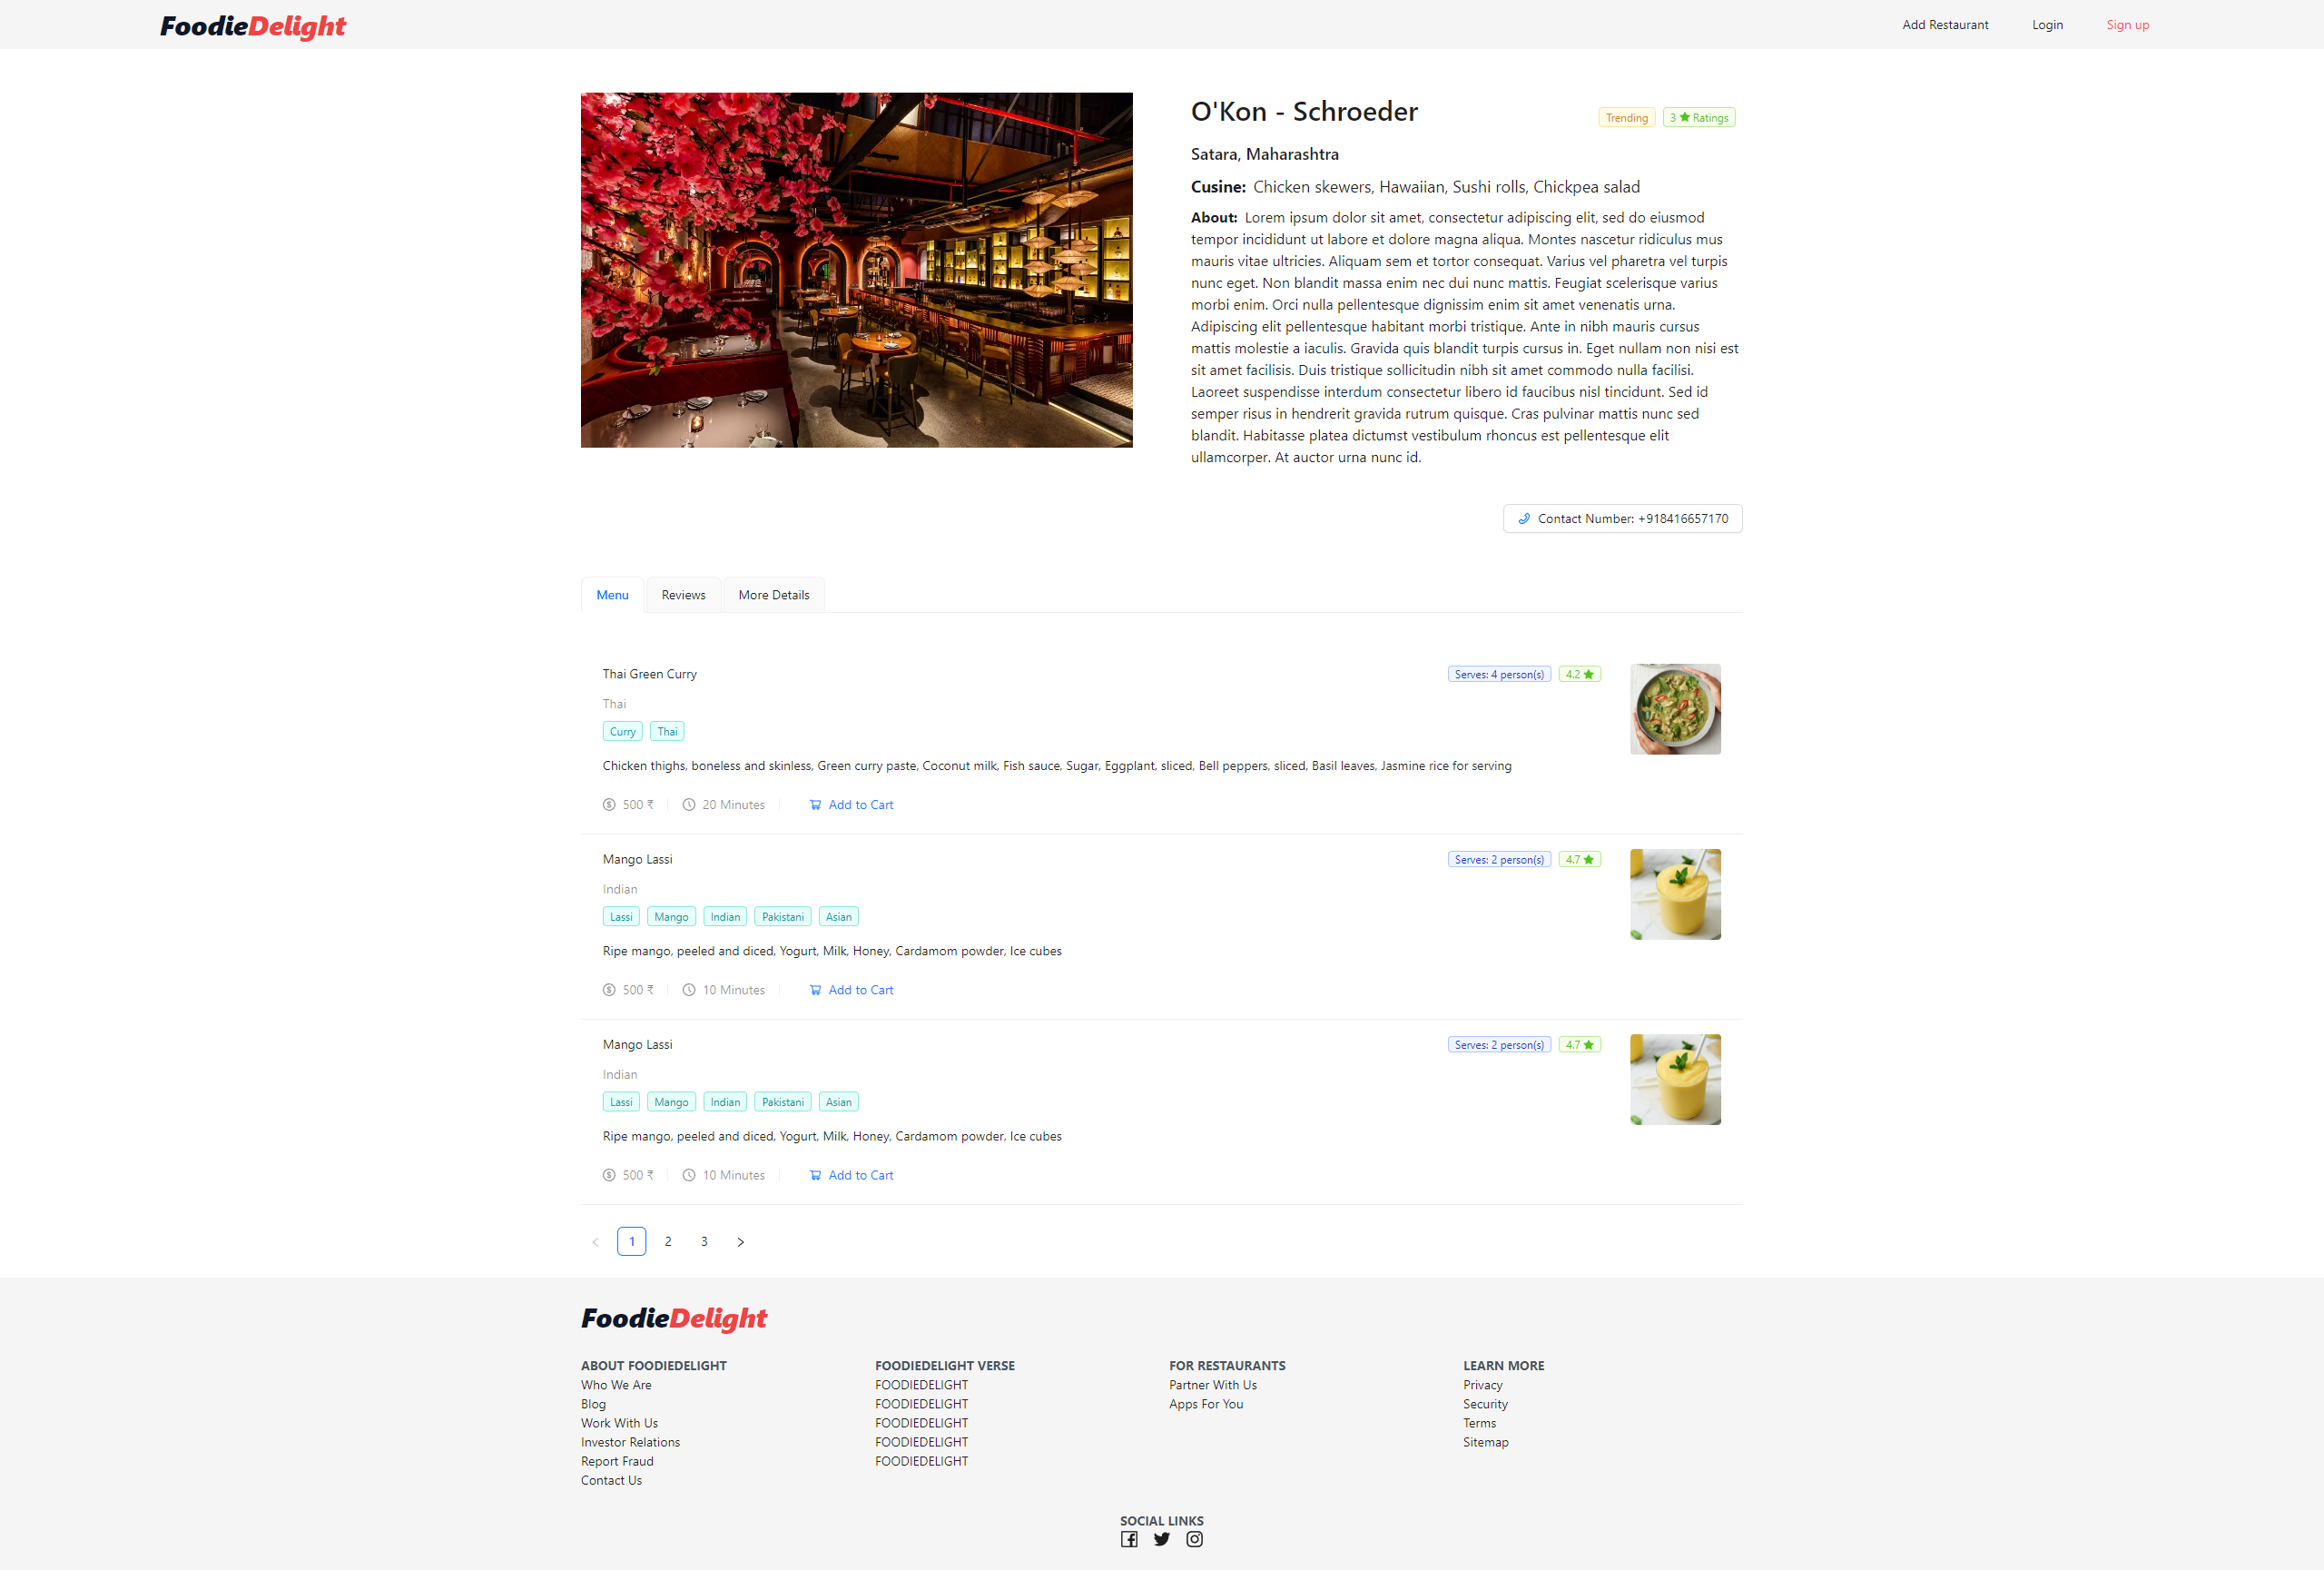 FoodieDelight
Add Restaurant
Login
Sign up
O'Kon - Schroeder
Trending
3 ★ Ratings
Satara, Maharashtra
Cusine: Chicken skewers, Hawaiian, Sushi rolls, Chickpea salad
About: Lorem ipsum dolor sit amet, consectetur adipiscing elit, sed do eiusmod
tempor incididunt ut labore et dolore magna aliqua. Montes nascetur ridiculus mus
mauris vitae ultricies. Aliquam sem et tortor consequat. Varius vel pharetra vel turpis
nunc eget. Non blandit massa enim nec dui nunc mattis. Feugiat scelerisque varius
morbi enim. Orci nulla pellentesque dignissim enim sit amet venenatis urna.
Adipiscing elit pellentesque habitant morbi tristique. Ante in nibh mauris cursus
mattis molestie a iaculis. Gravida quis blandit turpis cursus in. Eget nullam non nisi est
sit amet facilisis. Duis tristique sollicitudin nibh sit amet commodo nulla facilisi.
Laoreet suspendisse interdum consectetur libero id faucibus nisl tincidunt. Sed id
semper risus in hendrerit gravida rutrum quisque. Cras pulvinar mattis nunc sed
blandit. Habitasse platea dictumst vestibulum rhoncus est pellentesque elit
ullamcorper. At auctor urna nunc id.
Contact Number: +918416657170
Menu
Reviews
More Details
Thai Green Curry
Serves: 4 person(s)
4.2 ★
Thai
Curry
Thai
Chicken thighs, boneless and skinless, Green curry paste, Coconut milk, Fish sauce, Sugar, Eggplant, sliced, Bell peppers, sliced, Basil leaves, Jasmine rice for serving
500 ₹
20 Minutes
Add to Cart
Mango Lassi
Serves: 2 person(s)
4.7 ★
Indian
Lassi
Mango
Indian
Pakistani
Asian
Ripe mango, peeled and diced, Yogurt, Milk, Honey, Cardamom powder, Ice cubes
500 ₹
10 Minutes
Add to Cart
Mango Lassi
Serves: 2 person(s)
4.7 ★
Indian
Lassi
Mango
Indian
Pakistani
Asian
Ripe mango, peeled and diced, Yogurt, Milk, Honey, Cardamom powder, Ice cubes
500 ₹
10 Minutes
Add to Cart
< 1 2 3 >
FoodieDelight
ABOUT FOODIEDELIGHT
Who We Are
Blog
Work With Us
Investor Relations
Report Fraud
Contact Us
FOODIEDELIGHT VERSE
FOODIEDELIGHT
FOODIEDELIGHT
FOODIEDELIGHT
FOODIEDELIGHT
FOODIEDELIGHT
FOR RESTAURANTS
Partner With Us
Apps For You
LEARN MORE
Privacy
Security
Terms
Sitemap
SOCIAL LINKS